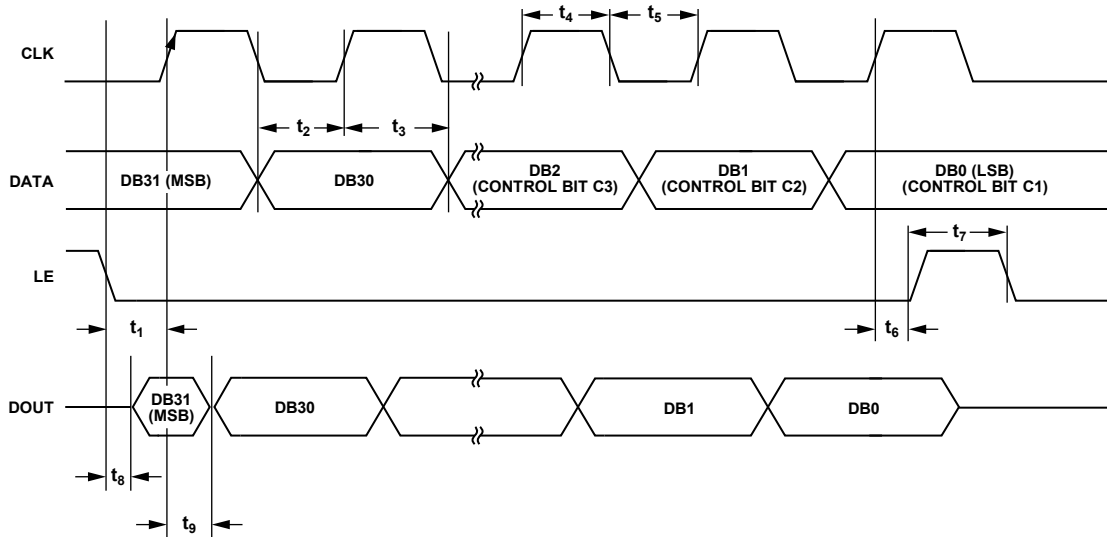 CLK
t4
t5
t2
t3
DATA
DB31 (MSB)
DB30
DB2
(CONTROL BIT C3)
DB1
(CONTROL BIT C2)
DB0 (LSB)
(CONTROL BIT C1)
LE
t7
t1
t6
DOUT
DB31
(MSB)
DB30
DB1
DB0
t8
t9